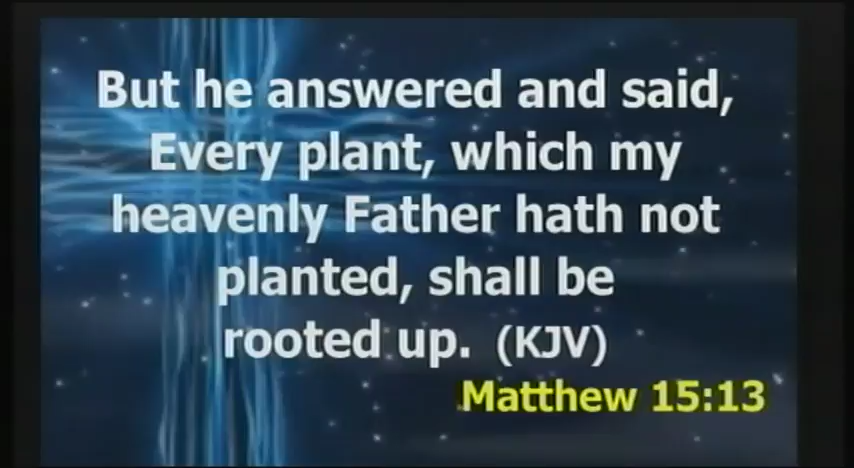 But he answered and said,
Every plant, which my
heavenly Father hath not
planted, shall be
rooted up. (KJV)
Matthew 15:13